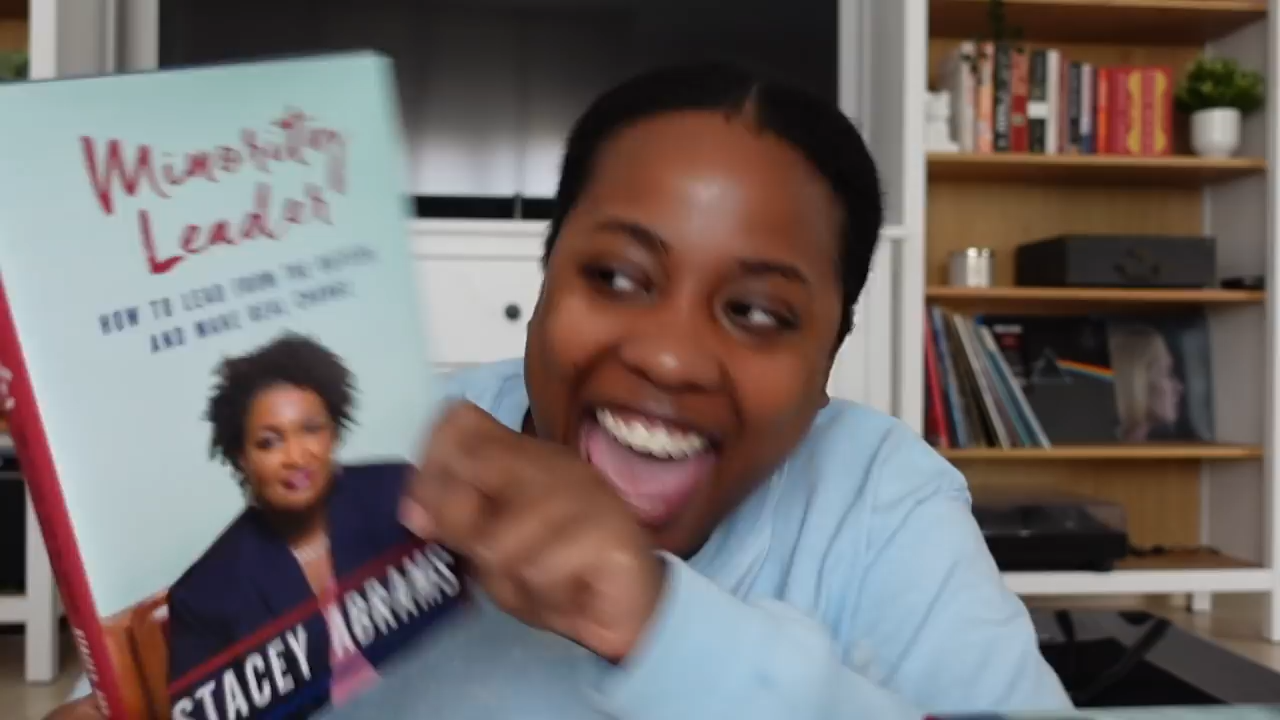 Minority
Leader
HOW TO LEAD FROM THE OUTSIDE
AND MAKE REAL CHANGE
STACEY ABRAMS